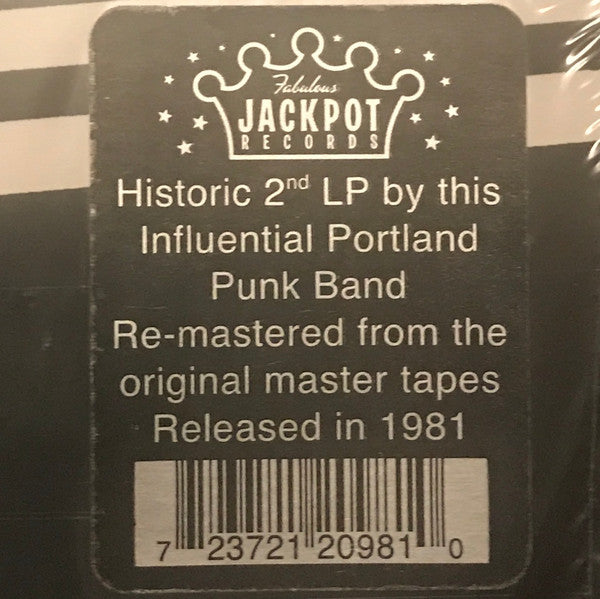 Fabulous
JACKPOT
RECORDS
Historic 2nd LP by this
Influential Portland
Punk Band
Re-mastered from the
original master tapes
Released in 1981
7 23721 20981 0